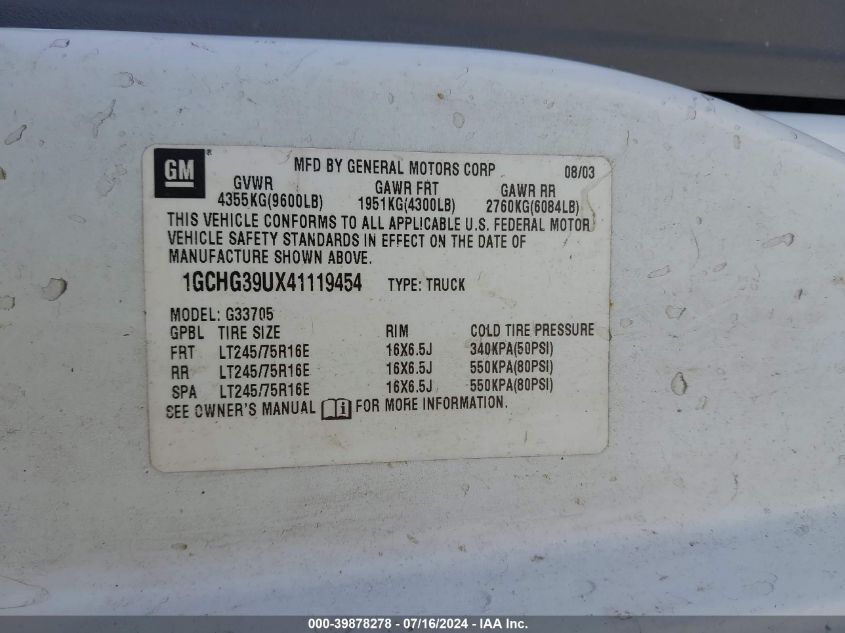 GM®
MFD BY GENERAL MOTORS CORP 08/03
GVWR GAWR FRT GAWR RR
4355KG(9600LB) 1951KG(4300LB) 2760KG(6084LB)
THIS VEHICLE CONFORMS TO ALL APPLICABLE U.S. FEDERAL MOTOR
VEHICLE SAFETY STANDARDS IN EFFECT ON THE DATE OF
MANUFACTURE SHOWN ABOVE.
1GCHG39UX41119454 TYPE: TRUCK
MODEL: G33705
GPBL TIRE SIZE RIM COLD TIRE PRESSURE
FRT LT245/75R16E 16X6.5J 340KPA(50PSI)
RR LT245/75R16E 16X6.5J 550KPA(80PSI)
SPA LT245/75R16E 16X6.5J 550KPA(80PSI)
SEE OWNER'S MANUAL i FOR MORE INFORMATION.
000-39878278 - 07/16/2024 - IAA Inc.